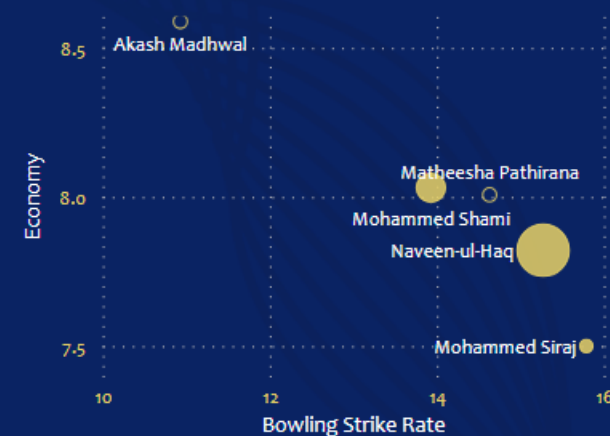 8.5
Akash Madhwal
Matheesha Pathirana
8.0
Mohammed Shami
Economy
Naveen-ul-Haq
7.5
Mohammed Siraj
10 12 14 16
Bowling Strike Rate